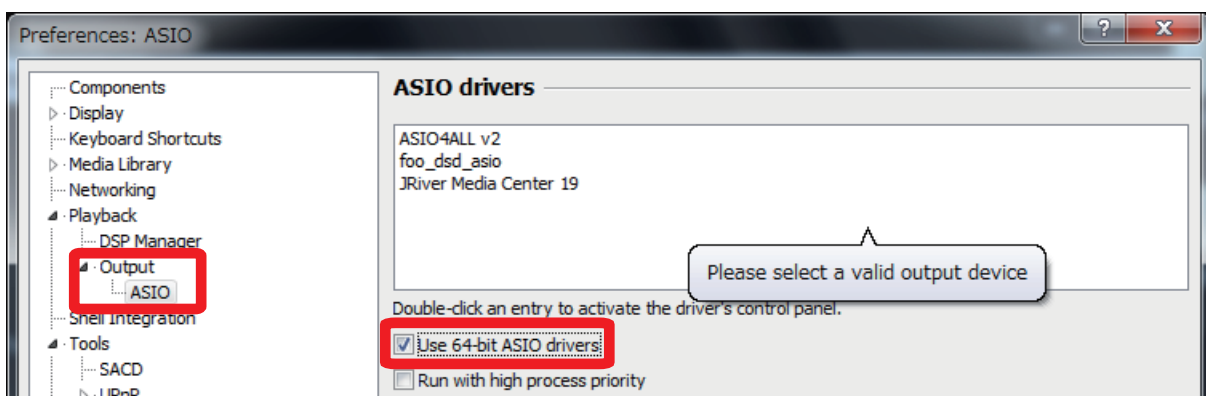 Preferences: ASIO
?
Components
Display
Keyboard Shortcuts
Media Library
Networking
Playback
DSP Manager
Output
ASIO
Shell Integration
Tools
SACD
UPnP
ASIO drivers
ASIO4ALL v2
foo_dsd_asio
JRiver Media Center 19
Please select a valid output device
Double-click an entry to activate the driver's control panel.
Use 64-bit ASIO drivers
Run with high process priority